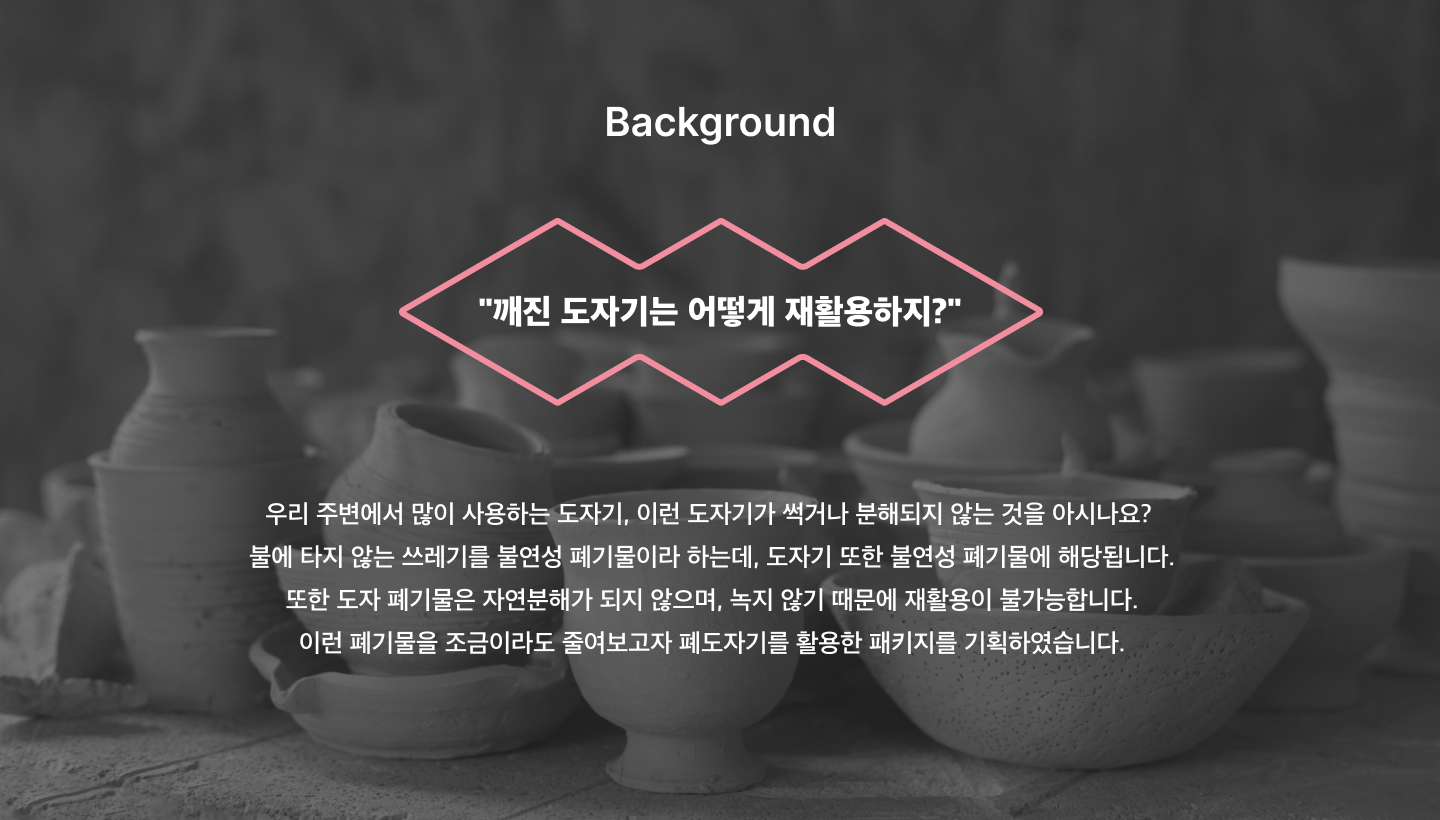 Background
"깨진 도자기는 어떻게 재활용하지?"
우리 주변에서 많이 사용하는 도자기, 이런 도자기가 썩거나 분해되지 않는 것을 아시나요?
불에 타지 않는 쓰레기를 불연성 폐기물이라 하는데, 도자기 또한 불연성 폐기물에 해당됩니다.
또한 도자 폐기물은 자연분해가 되지 않으며, 녹지 않기 때문에 재활용이 불가능합니다.
이런 폐기물을 조금이라도 줄여보고자 폐도자기를 활용한 패키지를 기획하였습니다.